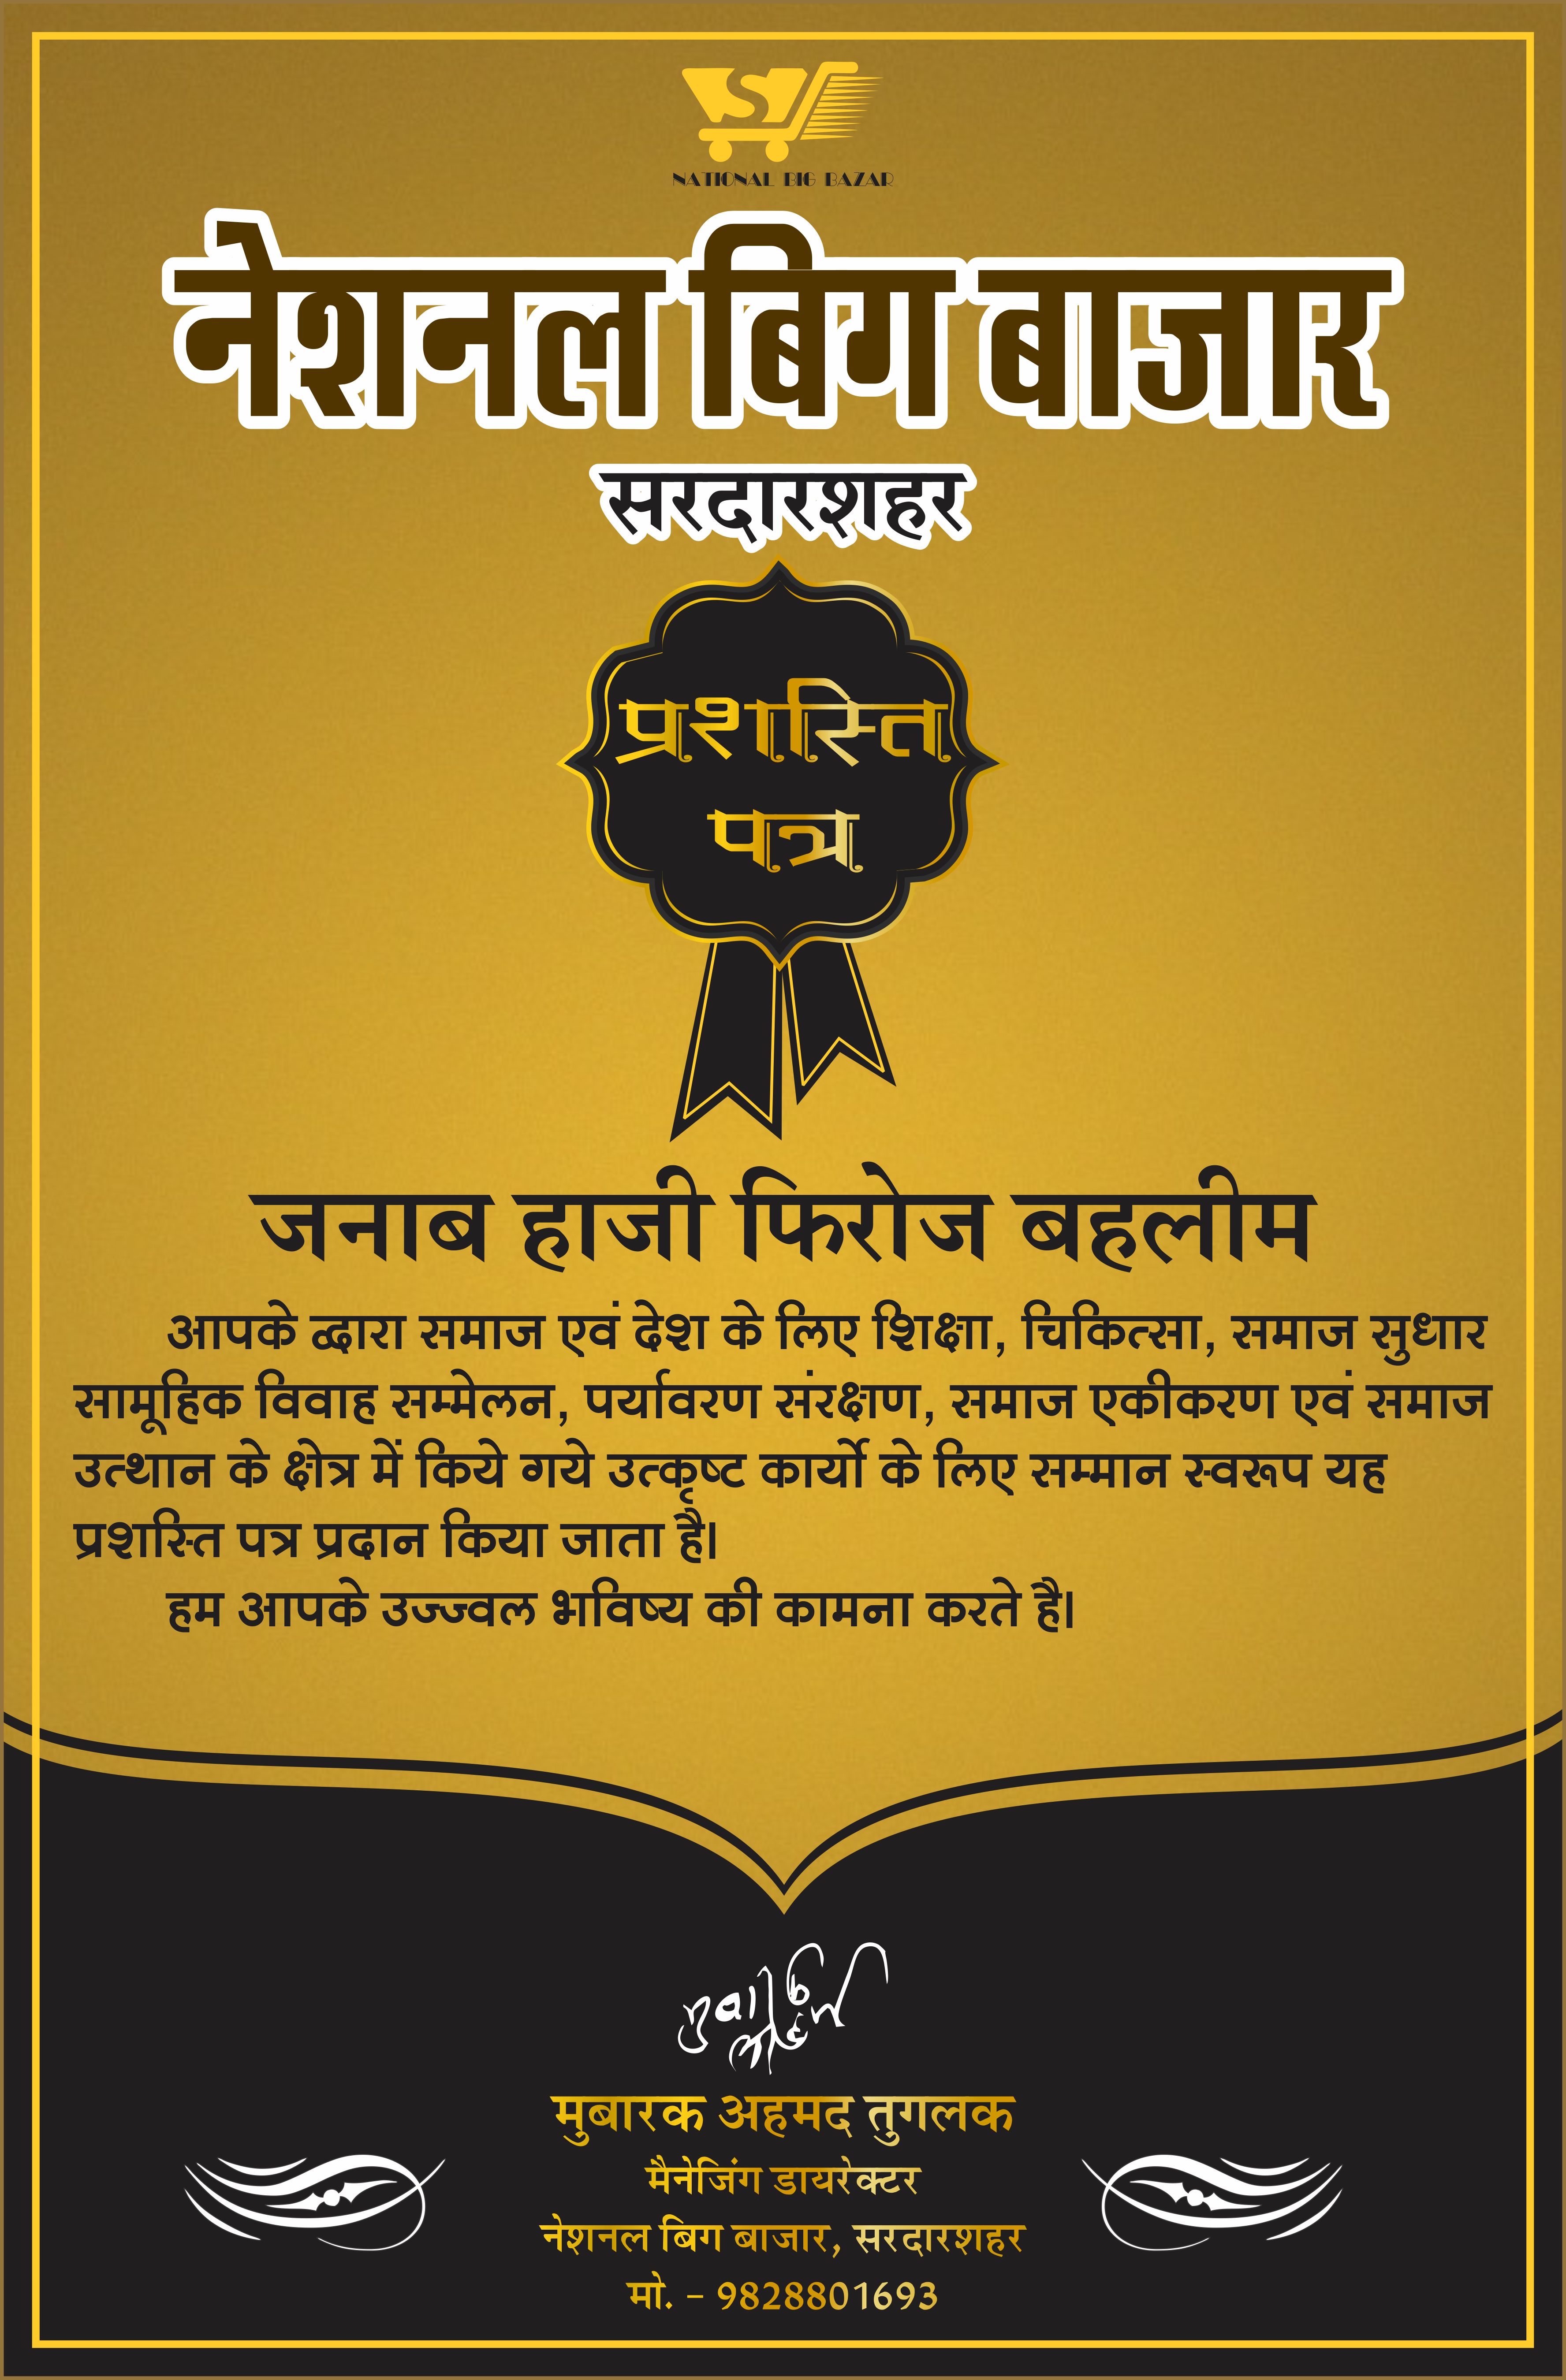 NATIONAL BIG BAZAR
नेशनल बिग बाजार
सरदारशहर
प्रशस्ति
पत्र
जनाब हाजी फिरोज बहलीम
आपके द्वारा समाज एवं देश के लिए शिक्षा, चिकित्सा, समाज सुधार
सामूहिक विवाह सम्मेलन, पर्यावरण संरक्षण, समाज एकीकरण एवं समाज
उत्थान के क्षेत्र में किये गये उत्कृष्ट कार्यो के लिए सम्मान स्वरूप यह
प्रशस्ति पत्र प्रदान किया जाता है।
हम आपके उज्ज्वल भविष्य की कामना करते है।
मुबारक अहमद तुगलक
मैनेजिंग डायरेक्टर
नेशनल बिग बाजार, सरदारशहर
मो. - 9828801693